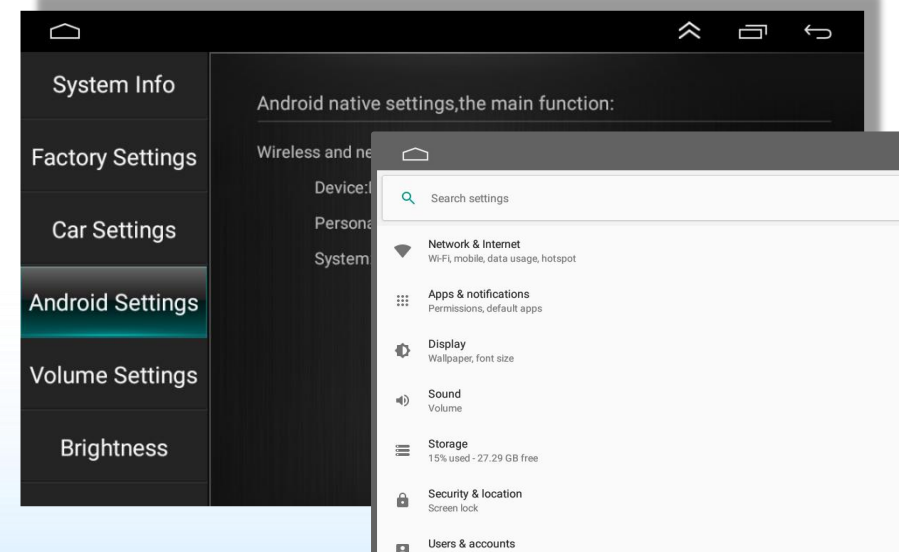 System Info
Factory Settings
Car Settings
Android Settings
Volume Settings
Brightness
Android native settings,the main function:
Wireless and ne
Device:
Persona
System
Search settings
Network & Internet
Wi-Fi, mobile, data usage, hotspot
Apps & notifications
Permissions, default apps
Display
Wallpaper, font size
Sound
Volume
Storage
15% used - 27.29 GB free
Security & location
Screen lock
Users & accounts